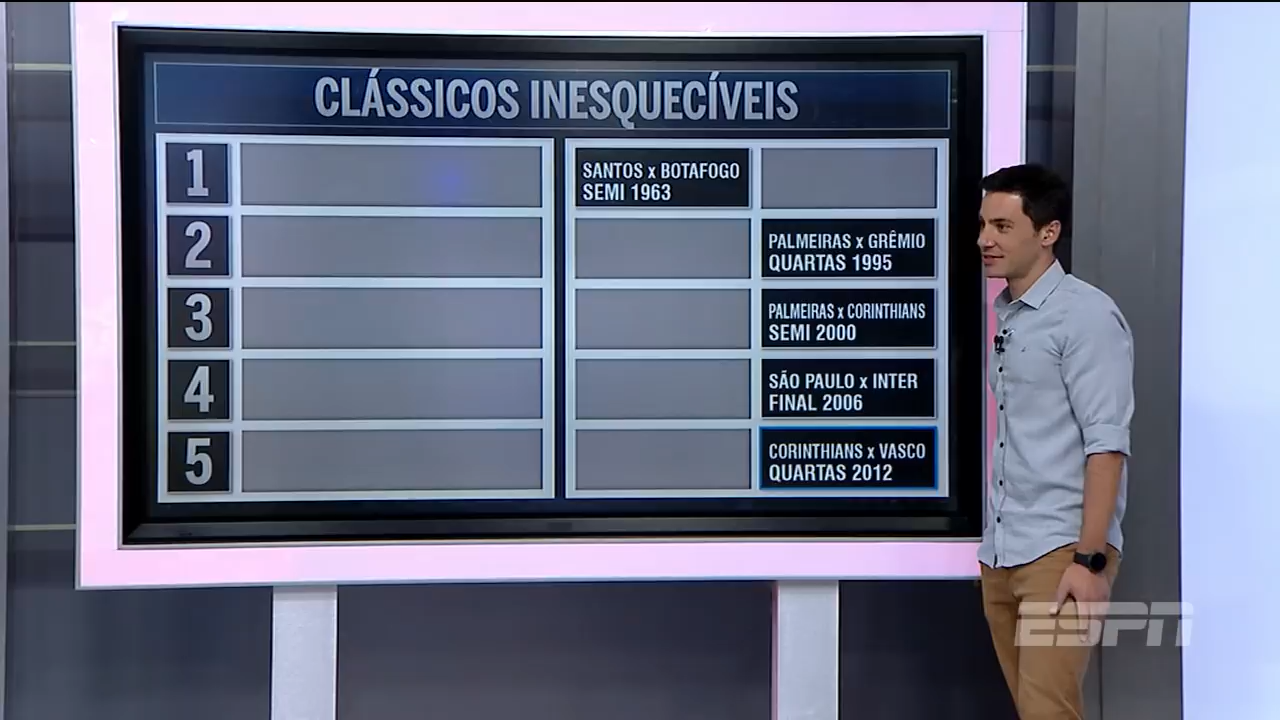 CLÁSSICOS INESQUECÍVEIS
1
SANTOS x BOTAFOGO
SEMI 1963
2
PALMEIRAS x GRÊMIO
QUARTAS 1995
3
PALMEIRAS x CORINTHIANS
SEMI 2000
4
SÃO PAULO x INTER
FINAL 2006
5
CORINTHIANS x VASCO
QUARTAS 2012
ESPN